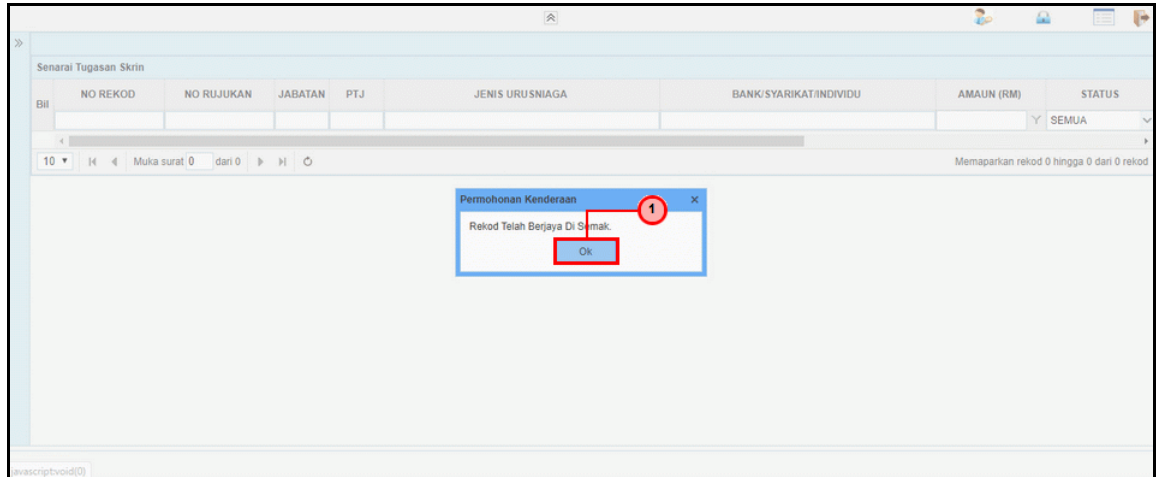 Senarai Tugasan Skrin
Bil NO REKOD NO RUJUKAN JABATAN PTJ JENIS URUSNIAGA BANK/SYARIKAT/INDIVIDU AMAUN (RM) STATUS
SEMUA
10 Muka surat 0 dari 0 Memaparkan rekod 0 hingga 0 dari 0 rekod
Permohonan Kenderaan
1
Rekod Telah Berjaya Di Semak.
Ok
javascript:void(0)